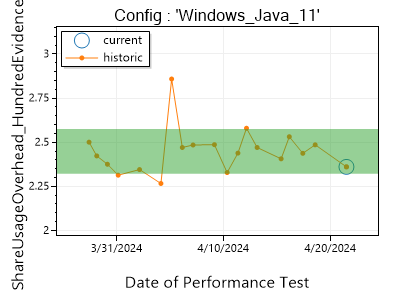 Config : 'Windows_Java_11'
current
historic
ShareUsageOverhead_HundredEvidence
3
2.75
2.5
2.25
2
3/31/2024
4/10/2024
4/20/2024
Date of Performance Test